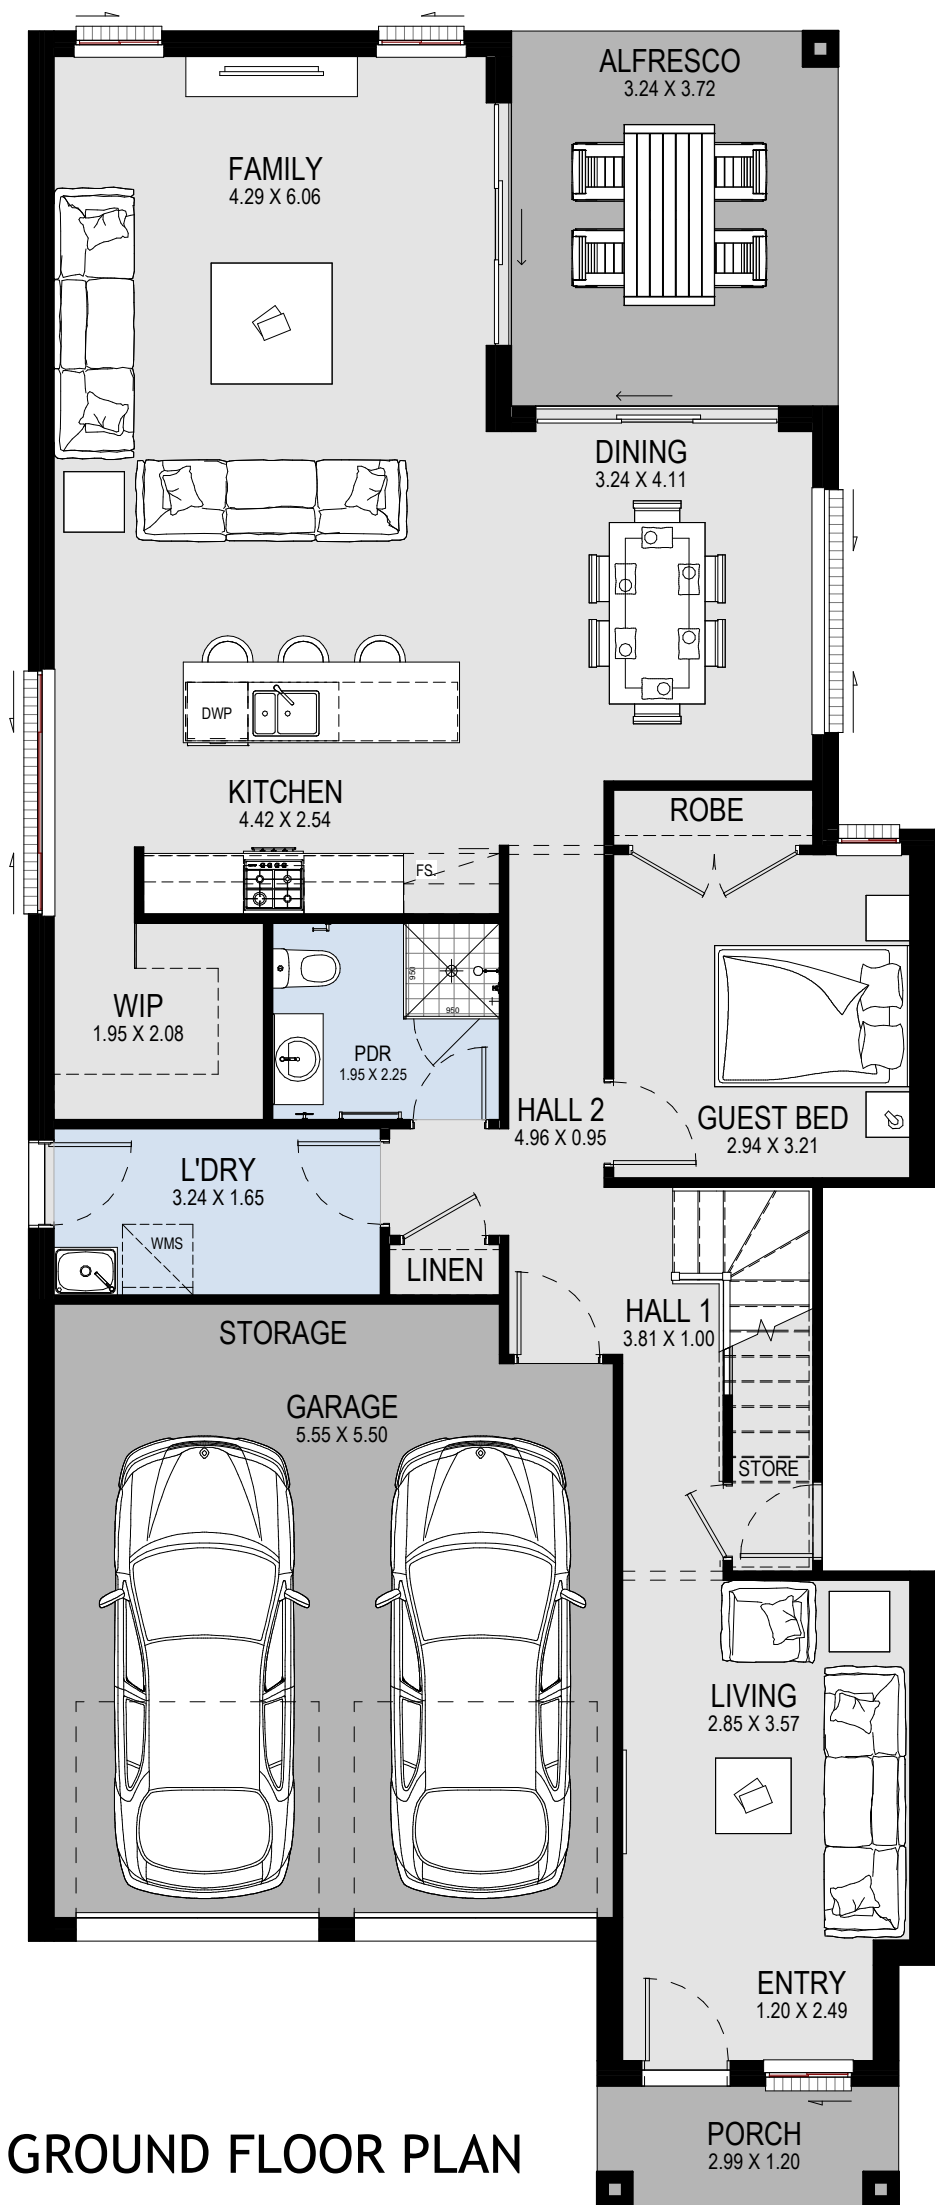 ALFRESCO
3.24 X 3.72
FAMILY
4.29 X 6.06
DINING
3.24 X 4.11
DWP
KITCHEN
4.42 X 2.54
ROBE
FS.
WIP
1.95 X 2.08
950
950
PDR
1.95 X 2.25
HALL 2
4.96 X 0.95
GUEST BED
2.94 X 3.21
L'DRY
3.24 X 1.65
WMS
LINEN
HALL 1
3.81 X 1.00
STORAGE
GARAGE
5.55 X 5.50
STORE
LIVING
2.85 X 3.57
ENTRY
1.20 X 2.49
PORCH
2.99 X 1.20
GROUND FLOOR PLAN